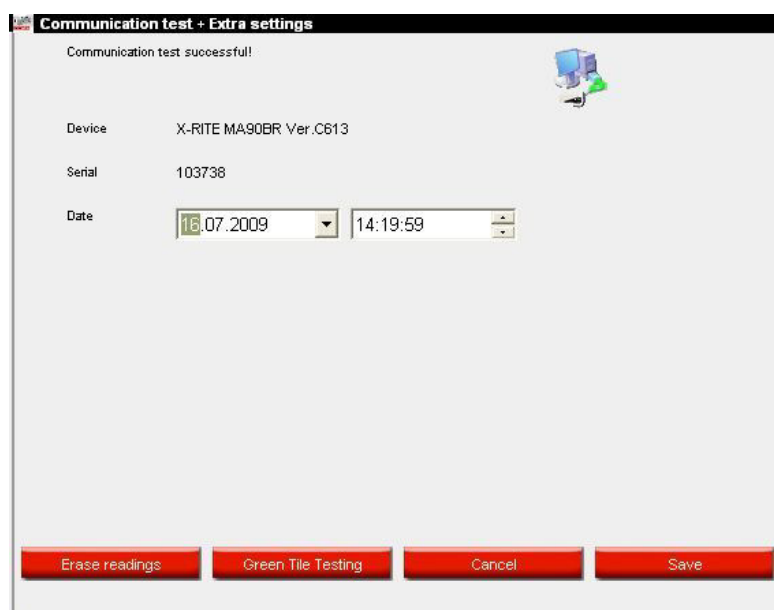 Communication test + Extra settings
Communication test successful!
Device X-RITE MA90BR Ver.C613
Serial 103738
Date 16.07.2009 14:19:59
Erase readings Green Tile Testing Cancel Save